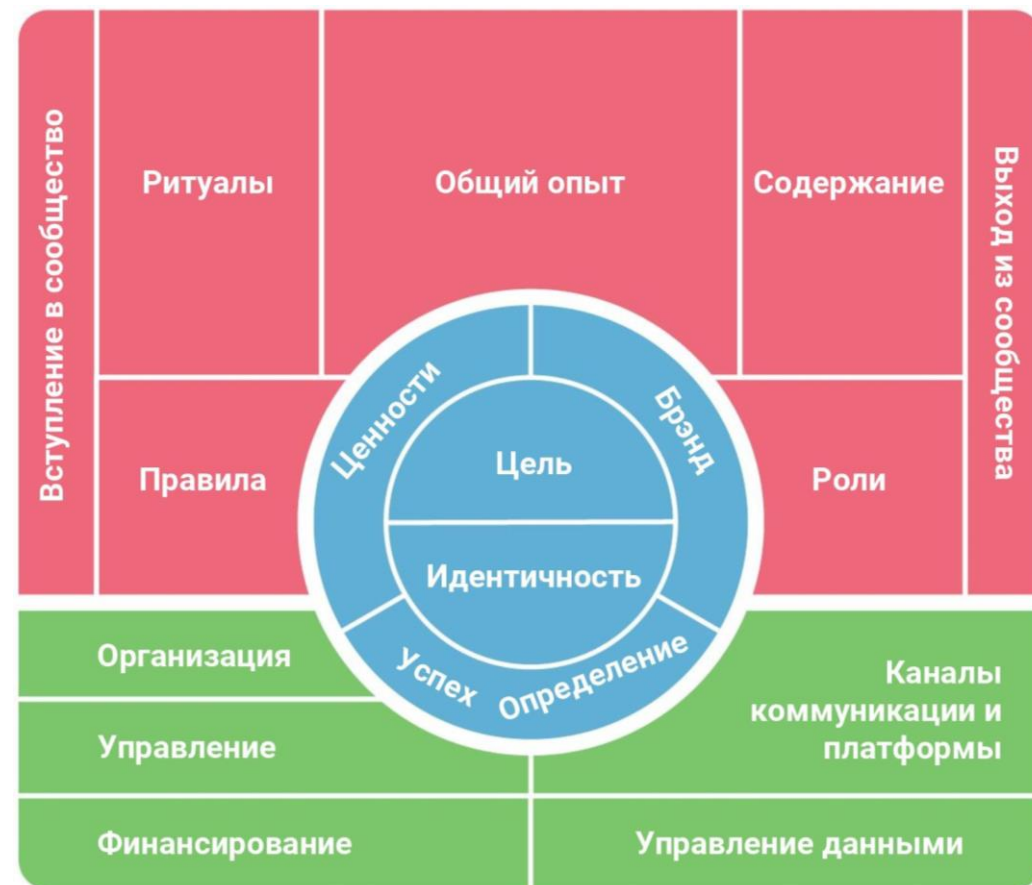 Вступление в сообщество
Ритуалы
Общий опыт
Содержание
Выход из сообщества
Правила
Ценности
Брэнд
Цель
Роли
Идентичность
Успех Определение
Организация
Управление
Финансирование
Каналы
коммуникации и
платформы
Управление данными